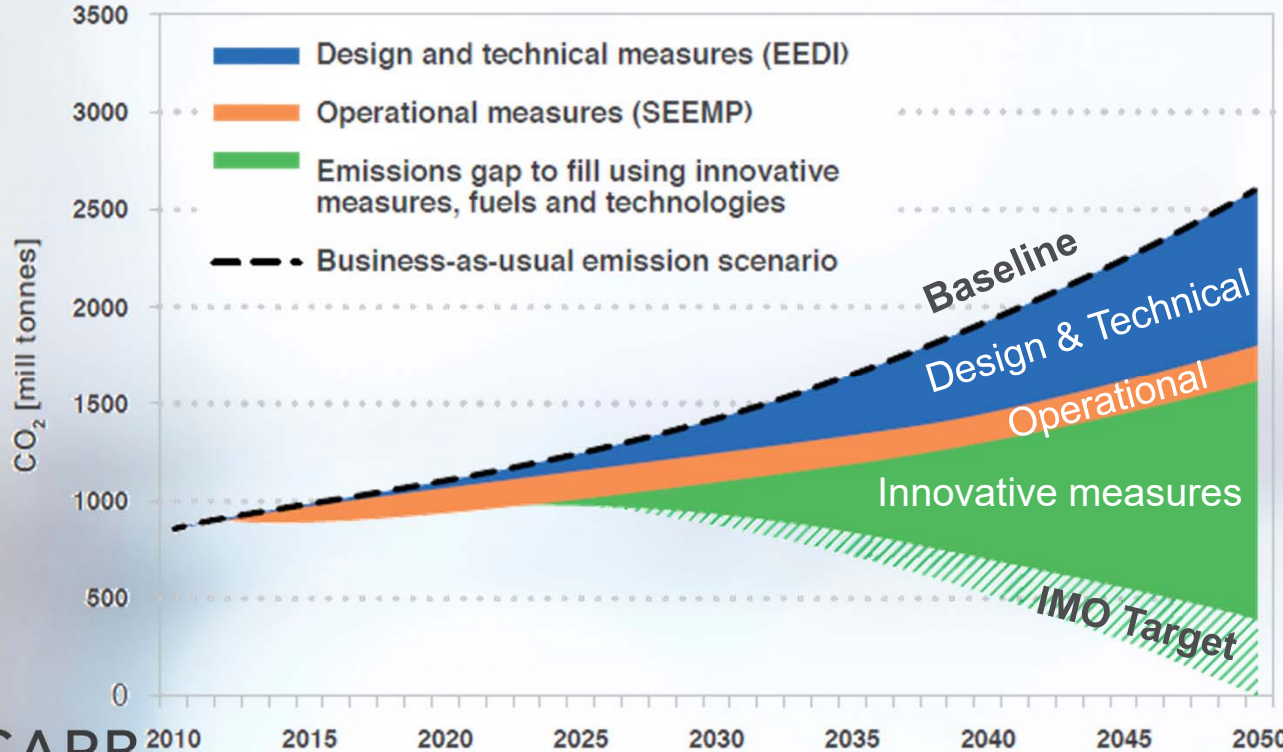 3500
3000
2500
2000
1500
1000
500
0
CO₂ [mill tonnes]
Design and technical measures (EEDI)
Operational measures (SEEMP)
Emissions gap to fill using innovative
measures, fuels and technologies
Business-as-usual emission scenario
Baseline
Design & Technical
Operational
Innovative measures
IMO Target
2010 2015 2020 2025 2030 2035 2040 2045 2050